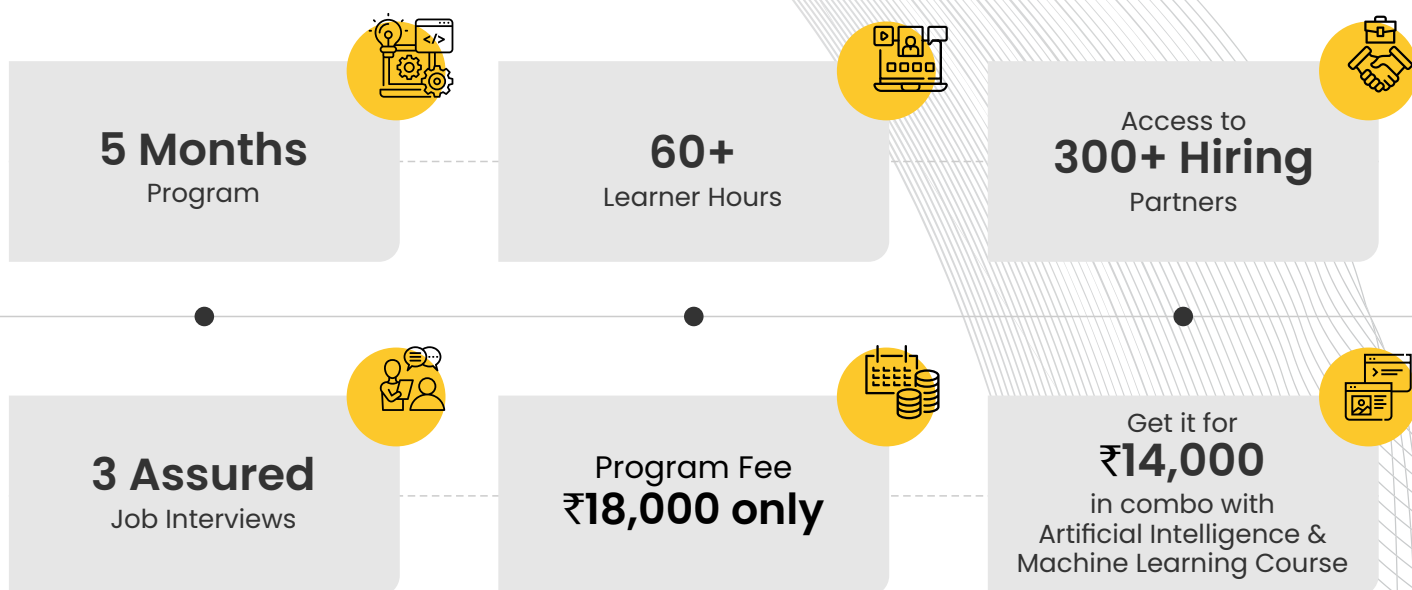 5 Months
Program
60+
Learner Hours
Access to
300+ Hiring
Partners
3 Assured
Job Interviews
Program Fee
₹18,000 only
Get it for
₹14,000
in combo with
Artificial Intelligence &
Machine Learning Course